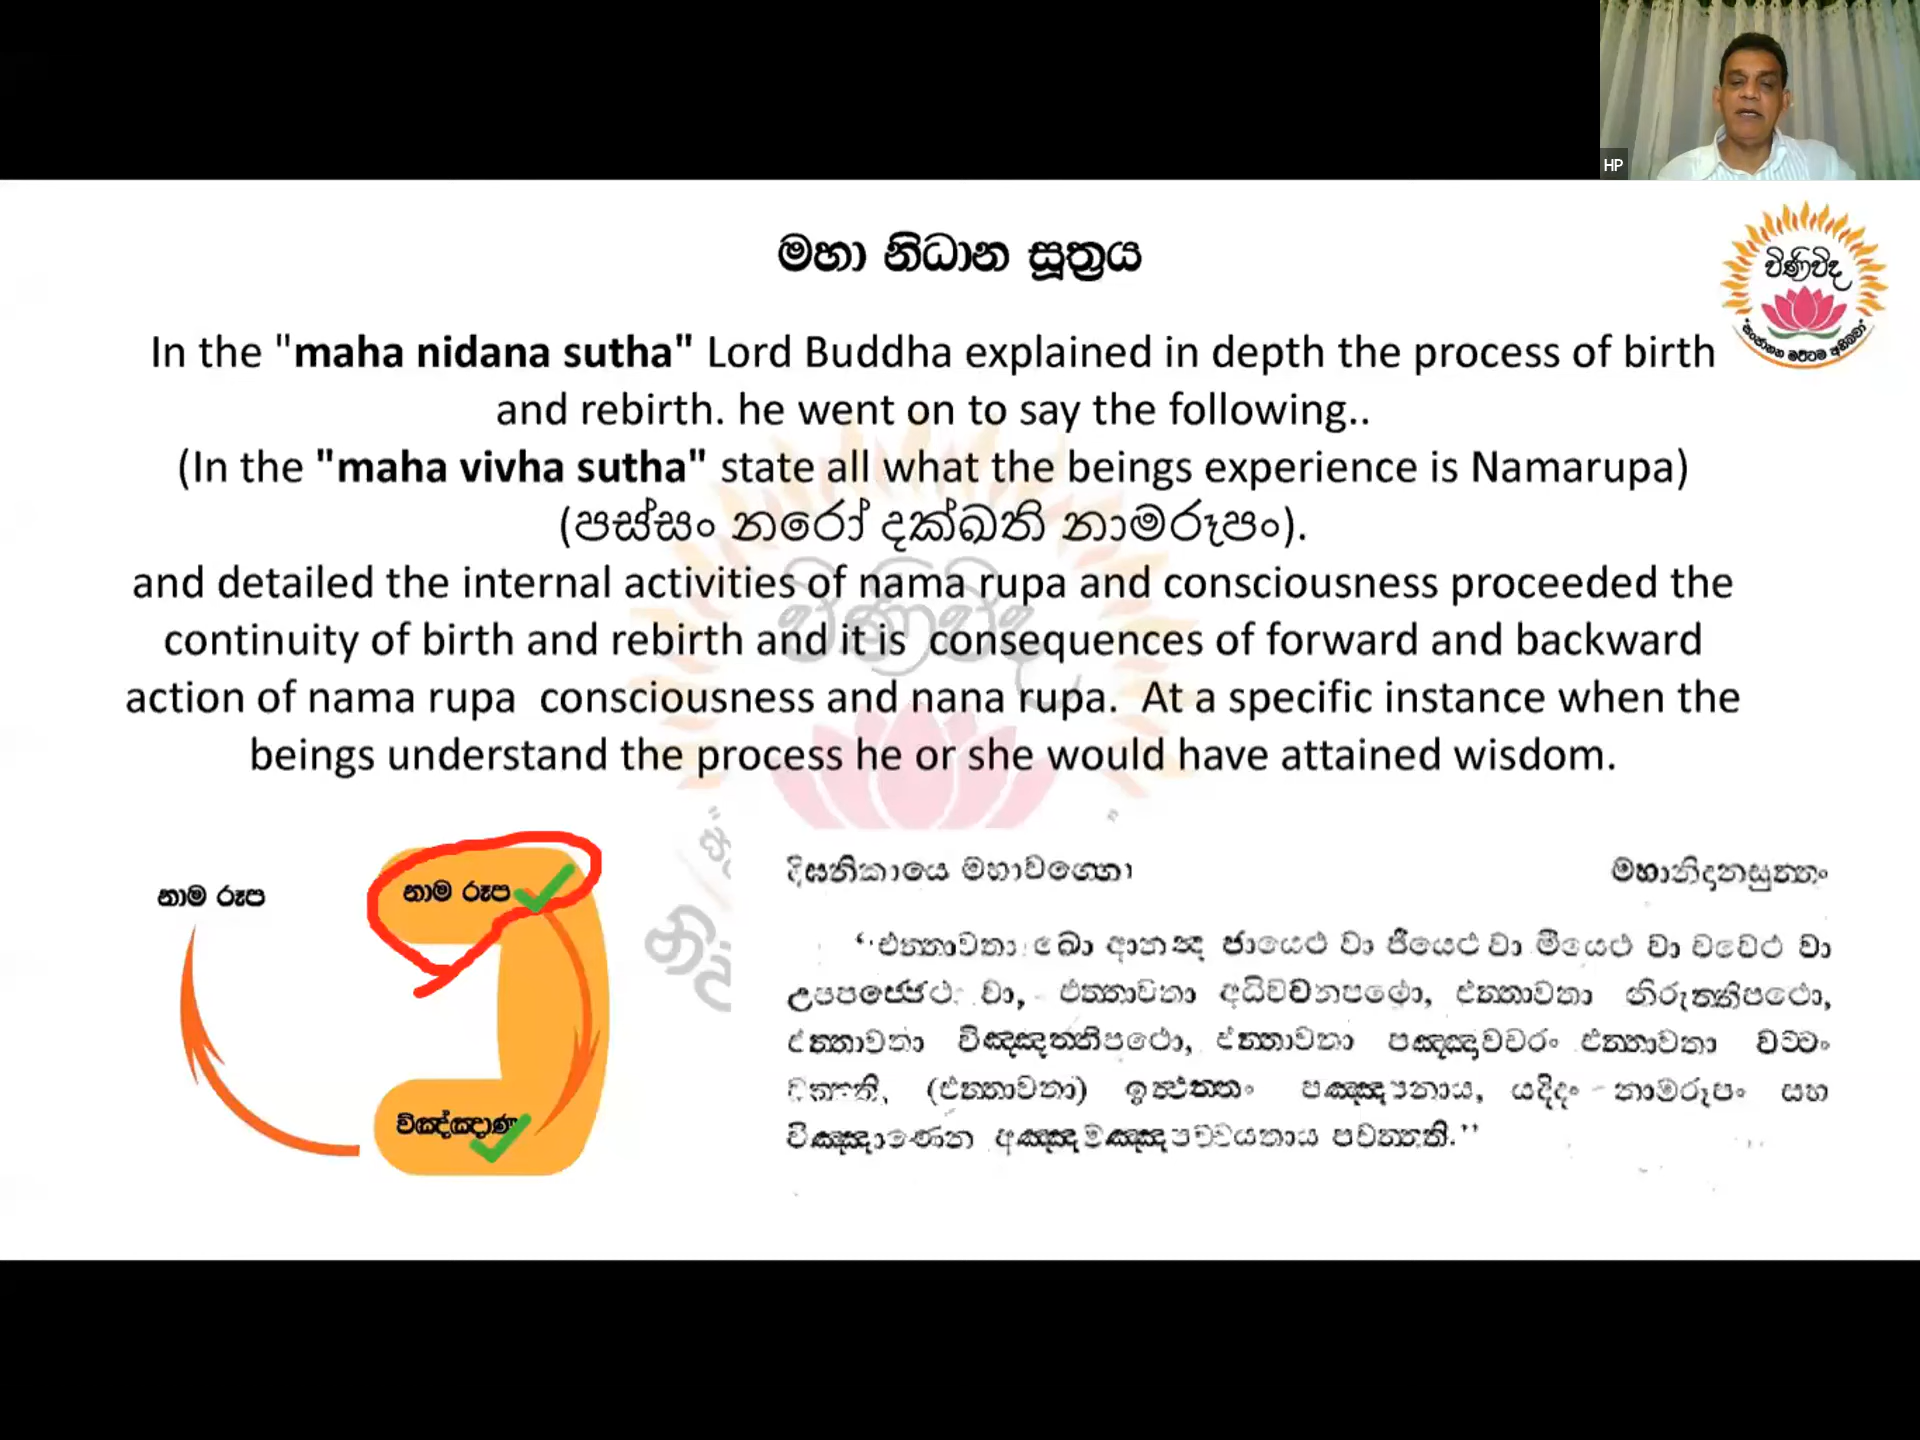 HP
මහා නිධාන සූත්‍රය
විණිවිද
In the "maha nidana sutha" Lord Buddha explained in depth the process of birth
and rebirth. he went on to say the following..
(In the "maha vivha sutha" state all what the beings experience is Namarupa)
(පස්සං නරෝ දක්ඛති නාමරූපං).
and detailed the internal activities of nama rupa and consciousness proceeded the
continuity of birth and rebirth and it is  consequences of forward and backward
action of nama rupa  consciousness and nana rupa.  At a specific instance when the
beings understand the process he or she would have attained wisdom.
විණිවිද
නාම රූප
නාම රූප
විඤ්ඤාණ
දීඝනිකායෙ මහාවග්ගො
මහානිදානසුත්තං
“එත්තාවතා ඛො ආනන්ද ජායෙථ වා ජීයෙථ වා මීයෙථ වා චවෙථ වා
උපපජ්ජෙථ වා, එත්තාවතා අධිවචනපථො, එත්තාවතා නිරුත්තිපථො,
එත්තාවතා විඤ්ඤත්තිපථො, එත්තාවතා පඤ්ඤාවචරං එත්තාවතා වට්ටං
(එත්තාවතා) ඉත්ථත්තං පඤ්ඤාපනාය, යදිදං නාමරූපං සහ
විඤ්ඤාණෙන අඤ්ඤමඤ්ඤපච්චයතාය පවත්තති.”